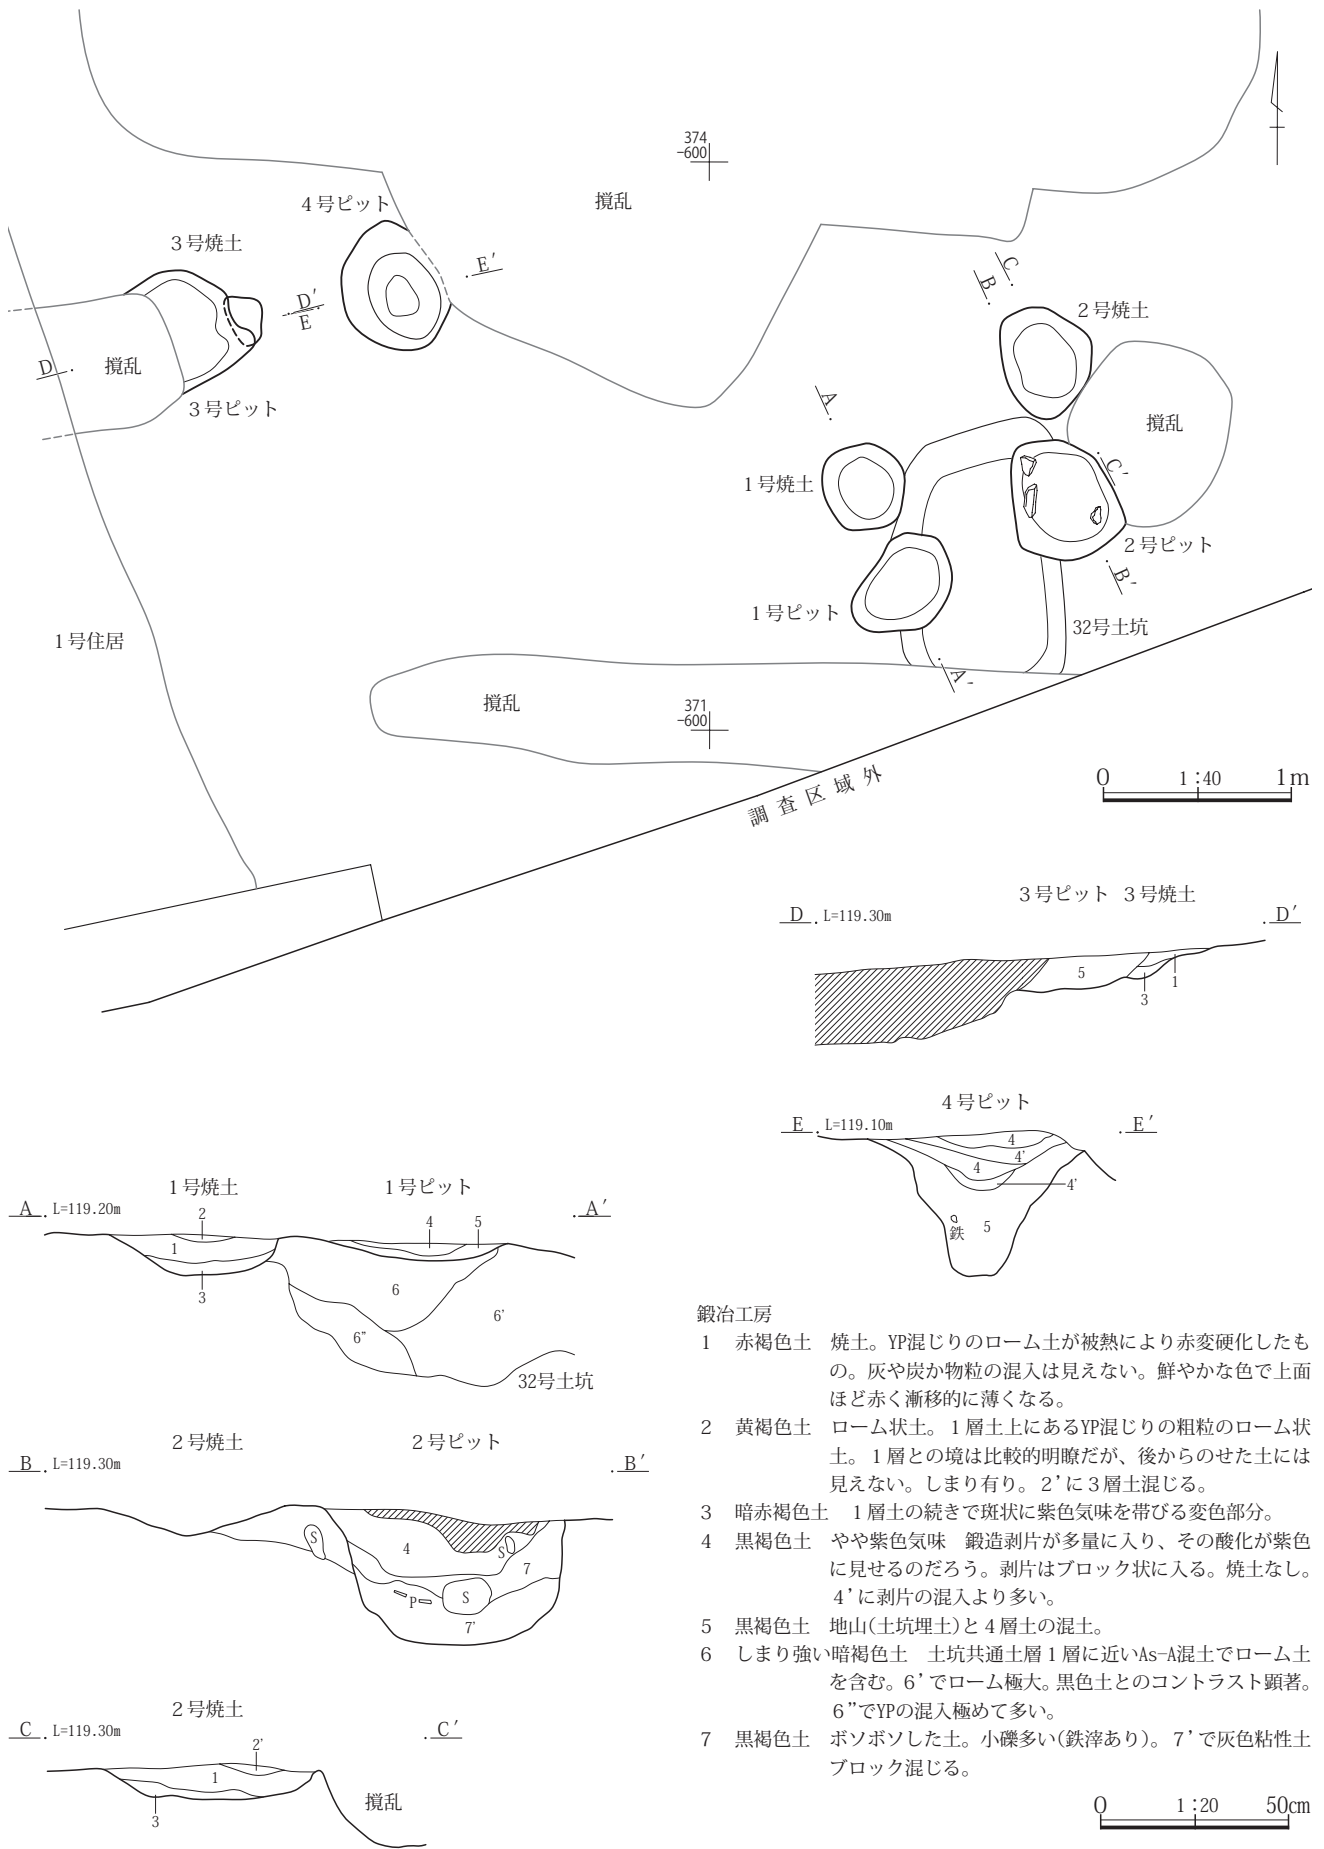 374
-600
撹乱
4号ピット
3号焼土
E′
D′
E
C
B
2号焼土
D
撹乱
3号ピット
A
撹乱
1号焼土
C′
2号ピット
B′
1号ピット
32号土坑
1号住居
A′
撹乱
371
-600
調査区域外
0 1:40 1m
3号ピット 3号焼土
D L=119.30m D′
5
3
1
4号ピット
E L=119.10m E′
4
4'
4
4'
鉄
5
1号焼土 1号ピット
A L=119.20m A′
2
4
5
1
3
6
6'
6”
32号土坑
2号焼土 2号ピット
B L=119.30m B′
S
4
S
7
P
S
7'
2号焼土
C L=119.30m C′
2'
1
3
撹乱
鍛冶工房
1 赤褐色土 焼土。YP混じりのローム土が被熱により赤変硬化したも
の。灰や炭か物粒の混入は見えない。鮮やかな色で上面
ほど赤く漸移的に薄くなる。
2 黄褐色土 ローム状土。1層土上にあるYP混じりの粗粒のローム状
土。1層との境は比較的明瞭だが、後からのせた土には
見えない。しまり有り。2’に3層土混じる。
3 暗赤褐色土 1層土の続きで斑状に紫色気味を帯びる変色部分。
4 黒褐色土 やや紫色気味 鍛造剥片が多量に入り、その酸化が紫色
に見せるのだろう。剥片はブロック状に入る。焼土なし。
4’に剥片の混入より多い。
5 黒褐色土 地山(土坑埋土)と4層土の混土。
6 しまり強い暗褐色土 土坑共通土層1層に近いAs-A混土でローム土
を含む。6’でローム極大。黒色土とのコントラスト顕著。
6”でYPの混入極めて多い。
7 黒褐色土 ボソボソした土。小礫多い(鉄滓あり)。7’で灰色粘性土
ブロック混じる。
0 1:20 50cm